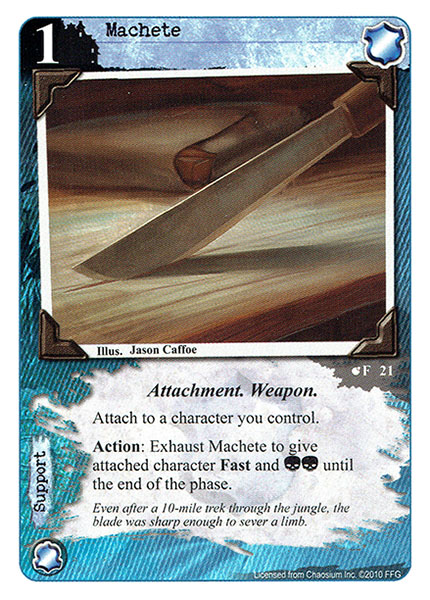 1
Machete
Illus. Jason Caffoe
F 21
Attachment. Weapon.
Attach to a character you control.
Action: Exhaust Machete to give
attached character Fast and until
the end of the phase.
Even after a 10-mile trek through the jungle, the
blade was sharp enough to sever a limb.
Support
Licensed from Chaosium Inc. ©2010 FFG